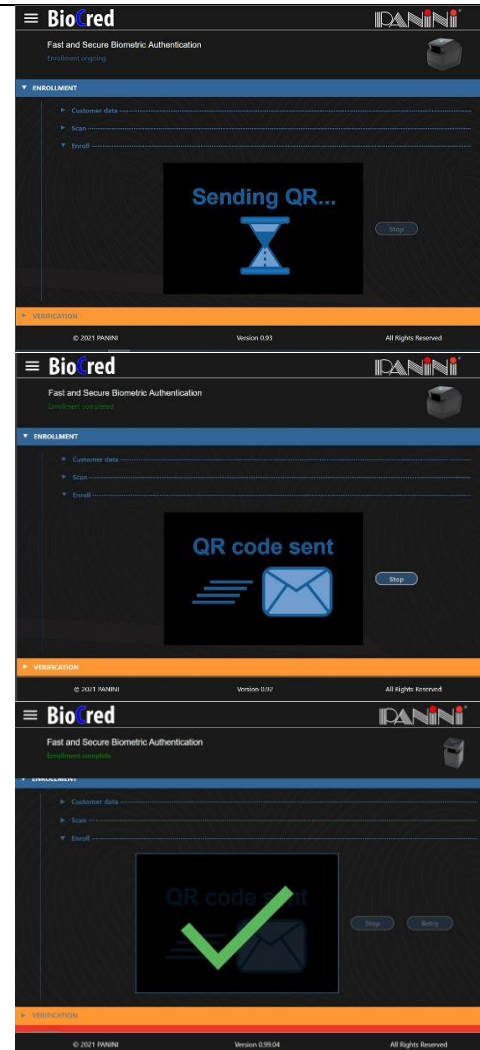 BioCred PANINI
Fast and Secure Biometric Authentication
Enrollment ongoing
ENROLLMENT
Customer data
Scan
Enroll
Sending QR...
Stop
VERIFICATION
© 2021 PANINI Version 0.93 All Rights Reserved
BioCred PANINI
Fast and Secure Biometric Authentication
Enrollment completed
ENROLLMENT
Customer data
Scan
Enroll
QR code sent
Stop
VERIFICATION
© 2021 PANINI Version 0.92 All Rights Reserved
BioCred PANINI
Fast and Secure Biometric Authentication
Enrollment complete
ENROLLMENT
Customer data
Scan
Enroll
QR code sent
Stop Retry
VERIFICATION
© 2021 PANINI Version 0.99.04 All Rights Reserved